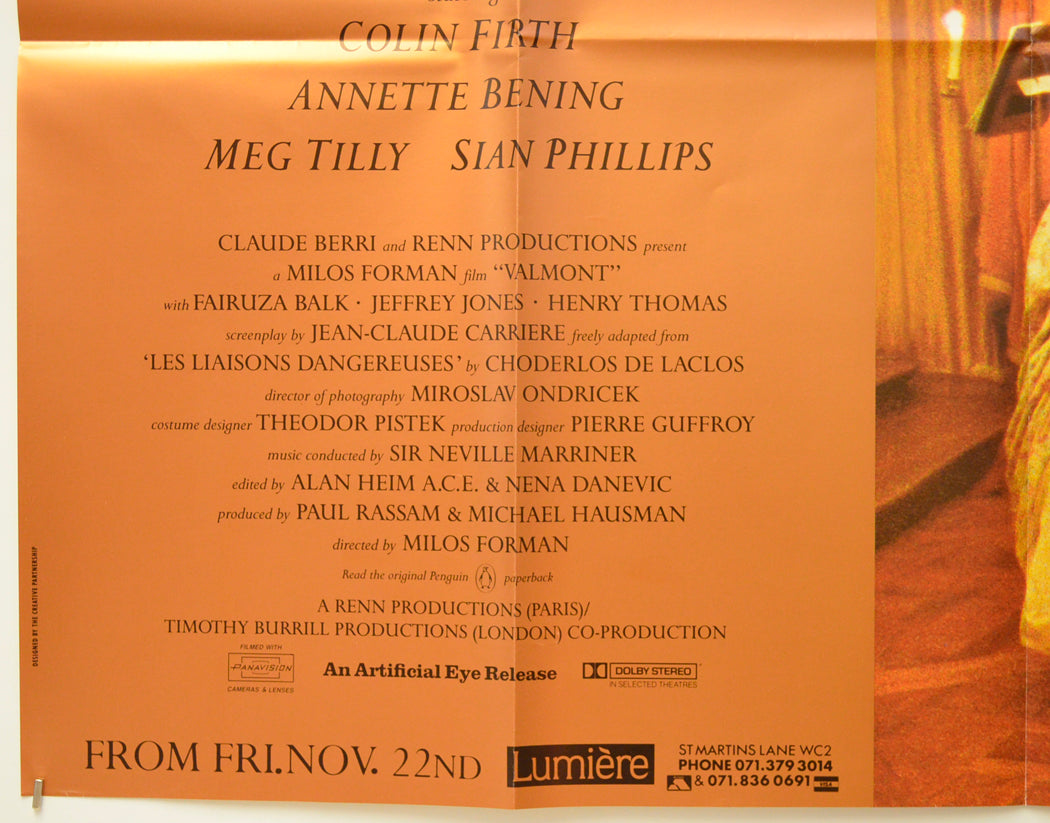 COLIN FIRTH
ANNETTE BENING
MEG TILLY SIAN PHILLIPS
CLAUDE BERRI and RENN PRODUCTIONS present
a MILOS FORMAN film “VALMONT”
with FAIRUZA BALK · JEFFREY JONES · HENRY THOMAS
screenplay by JEAN-CLAUDE CARRIERE freely adapted from
‘LES LIAISONS DANGEREUSES’ by CHODERLOS DE LACLOS
director of photography MIROSLAV ONDRICEK
costume designer THEODOR PISTEK production designer PIERRE GUFFROY
music conducted by SIR NEVILLE MARRINER
edited by ALAN HEIM A.C.E. & NENA DANEVIC
produced by PAUL RASSAM & MICHAEL HAUSMAN
directed by MILOS FORMAN
Read the original Penguin paperback
A RENN PRODUCTIONS (PARIS)/
TIMOTHY BURRILL PRODUCTIONS (LONDON) CO-PRODUCTION
FILMED WITH
PANAVISION
CAMERAS & LENSES
An Artificial Eye Release
DOLBY STEREO
IN SELECTED THEATRES
DESIGNED BY THE CREATIVE PARTNERSHIP
FROM FRI. NOV. 22ND
Lumière
ST MARTINS LANE WC2
PHONE 071.379 3014
& 071.836 0691 VISA